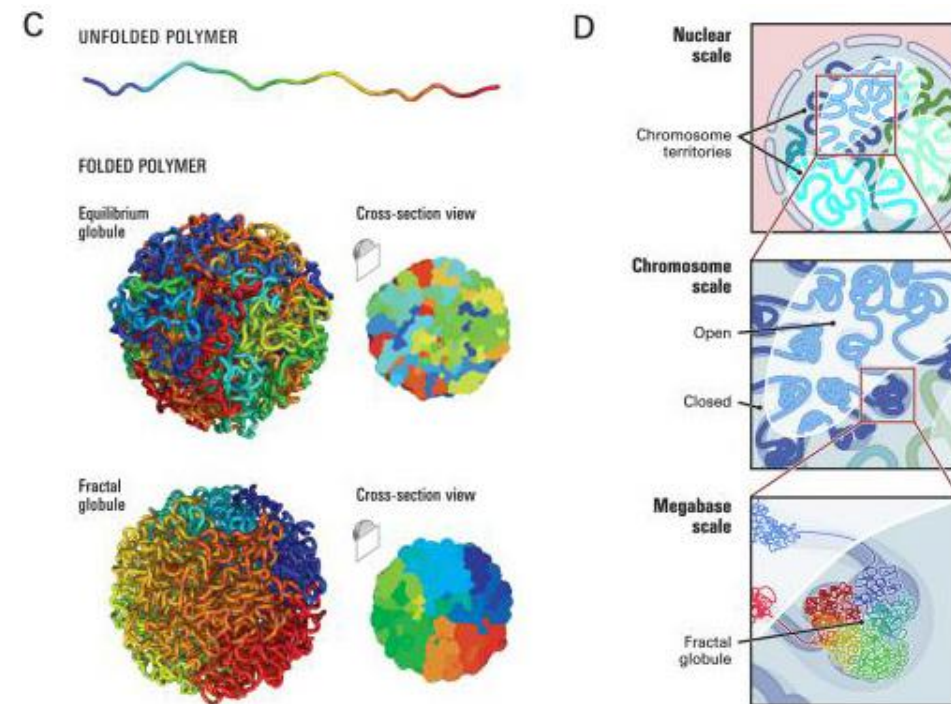 C
UNFOLDED POLYMER
FOLDED POLYMER
Equilibrium
globule
Cross-section view
Fractal
globule
Cross-section view
D
Nuclear
scale
Chromosome
territories
Chromosome
scale
Open
Closed
Megabase
scale
Fractal
globule